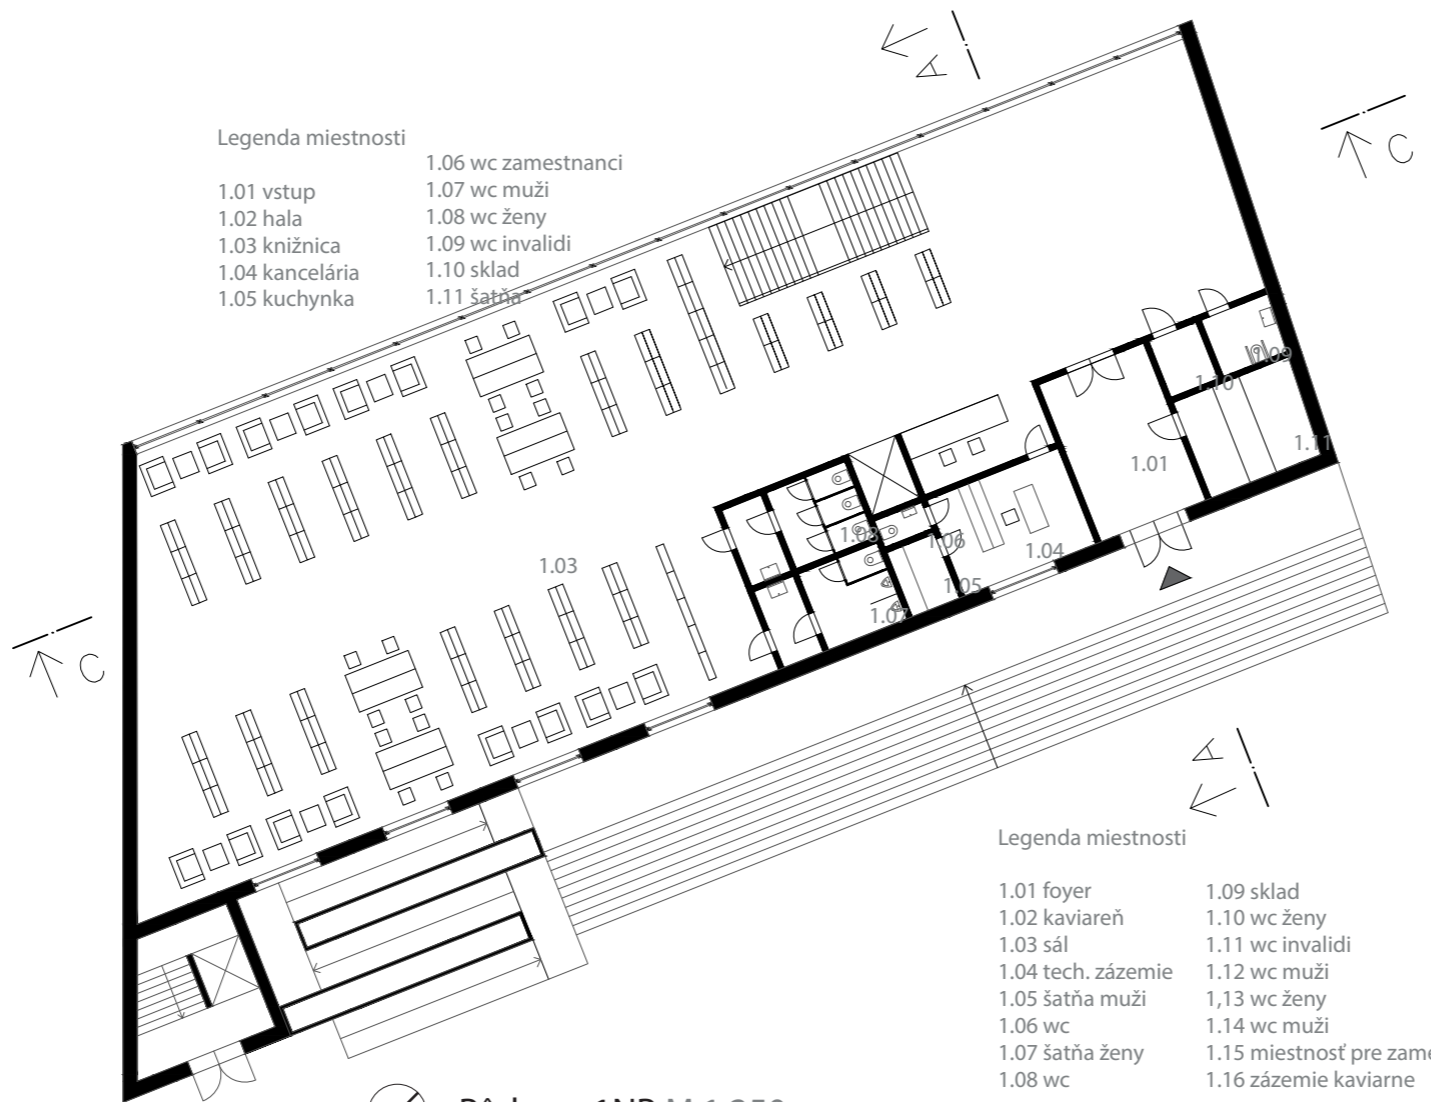 A
C
Legenda miestnosti
1.06 wc zamestnanci
1.01 vstup
1.07 wc muži
1.02 hala
1.08 wc ženy
1.03 knižnica
1.09 wc invalidi
1.04 kancelária
1.10 sklad
1.05 kuchynka
1.11 šatňa
1.09
1.10
1.11
1.01
1.08
1.06
1.04
1.03
1.05
1.07
C
A
Legenda miestnosti
1.01 foyer
1.02 kaviareň
1.03 sál
1.04 tech. zázemie
1.05 šatňa muži
1.06 wc
1.07 šatňa ženy
1.08 wc
1.09 sklad
1.10 wc ženy
1.11 wc invalidi
1.12 wc muži
1,13 wc ženy
1.14 wc muži
1.15 miestnosť pre
1.16 zázemie kaviarne